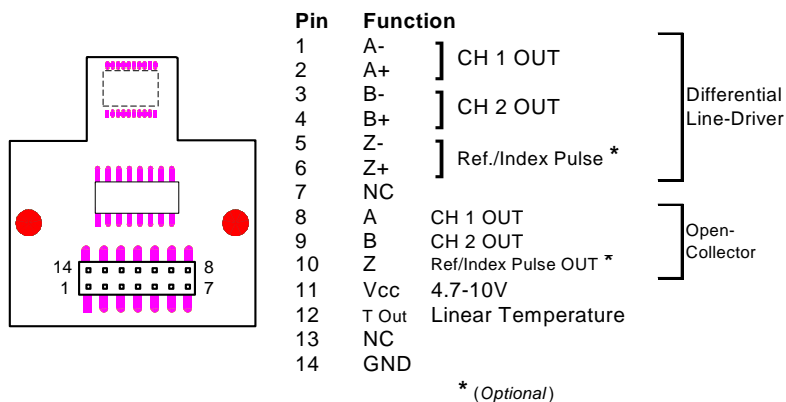 Pin Function
1 A-
2 A+
CH 1 OUT
3 B-
4 B+
CH 2 OUT
5 Z-
6 Z+
Ref./Index Pulse *
7 NC
Differential
Line-Driver
8 A CH 1 OUT
9 B CH 2 OUT
10 Z Ref/Index Pulse OUT *
Open-
Collector
11 Vcc 4.7-10V
12 T Out Linear Temperature
13 NC
14 GND
* (Optional)
14 8
1 7